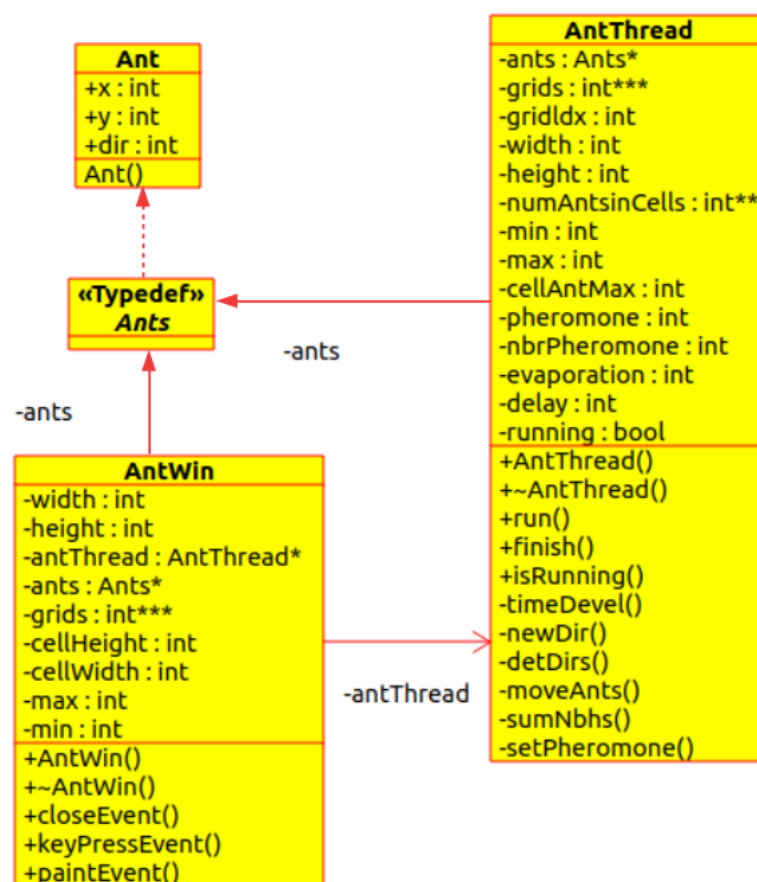 Ant
+x : int
+y : int
+dir : int
Ant()
«Typedef»
Ants
-ants
-ants
AntWin
-width : int
-height : int
-antThread : AntThread*
-ants : Ants*
-grids : int***
-cellHeight : int
-cellWidth : int
-max : int
-min : int
+AntWin()
+~AntWin()
+closeEvent()
+keyPressEvent()
+paintEvent()
-antThread
AntThread
-ants : Ants*
-grids : int***
-gridldx : int
-width : int
-height : int
-numAntsinCells : int**
-min : int
-max : int
-cellAntMax : int
-pheromone : int
-nbrPheromone : int
-evaporation : int
-delay : int
-running : bool
+AntThread()
+~AntThread()
+run()
+finish()
+isRunning()
-timeDevel()
-newDir()
-detDirs()
-moveAnts()
-sumNbhs()
-setPheromone()